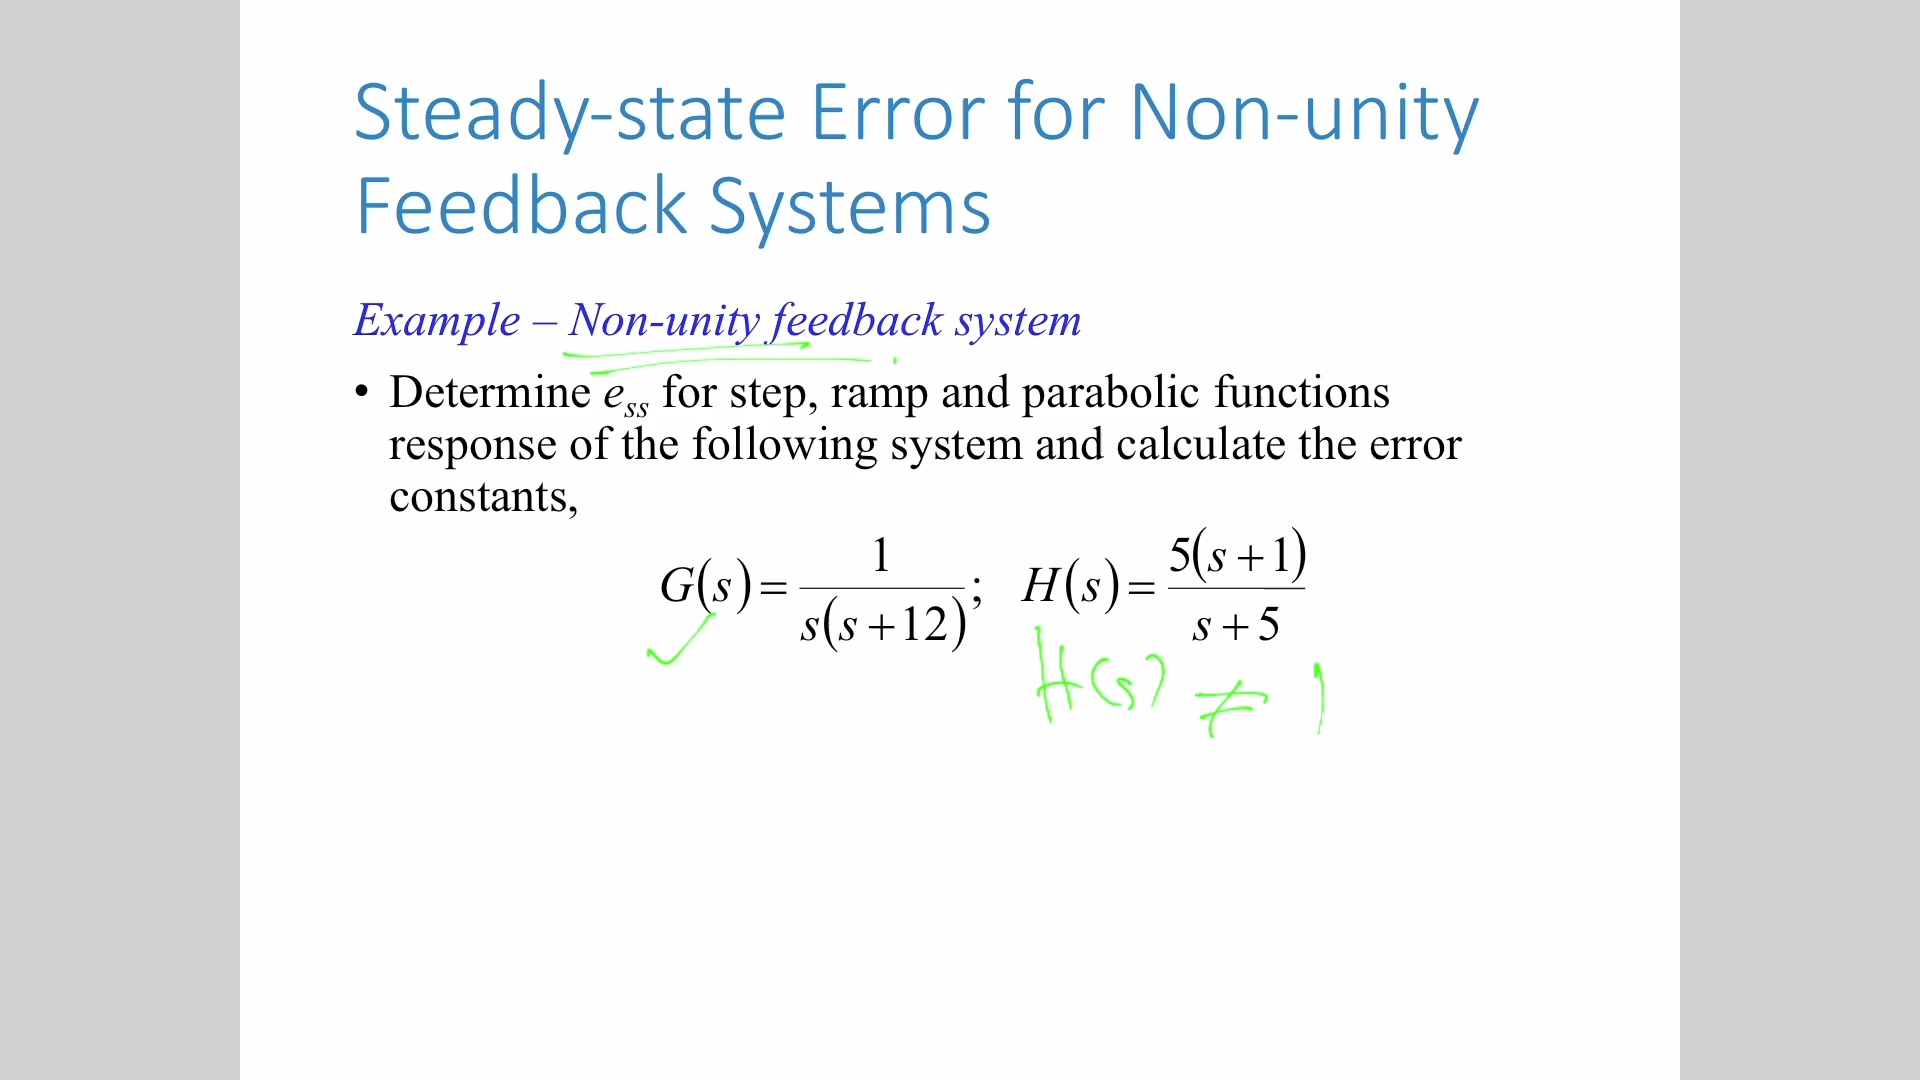 Steady-state Error for Non-unity
Feedback Systems
Example – Non-unity feedback system
• Determine e_ss for step, ramp and parabolic functions
response of the following system and calculate the error
constants,
G(s) = 1 / s(s+12) ; H(s) = 5(s+1) / s+5
H(s) ≠ 1